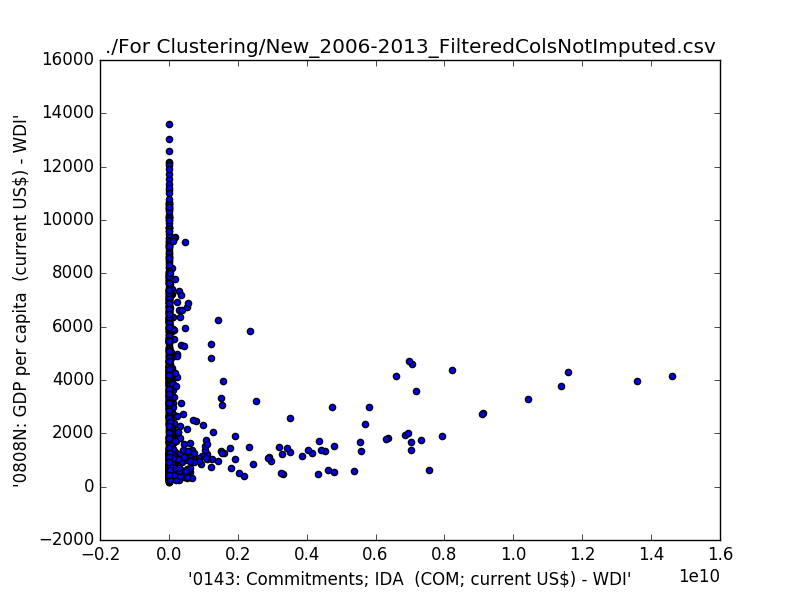 ./For Clustering/New_2006-2013_FilteredColsNotImputed.csv
16000
14000
12000
10000
8000
6000
4000
2000
0
−2000
'0808N: GDP per capita  (current US$) - WDI'
−0.2 0.0 0.2 0.4 0.6 0.8 1.0 1.2 1.4 1.6
1e10
'0143: Commitments; IDA  (COM; current US$) - WDI'